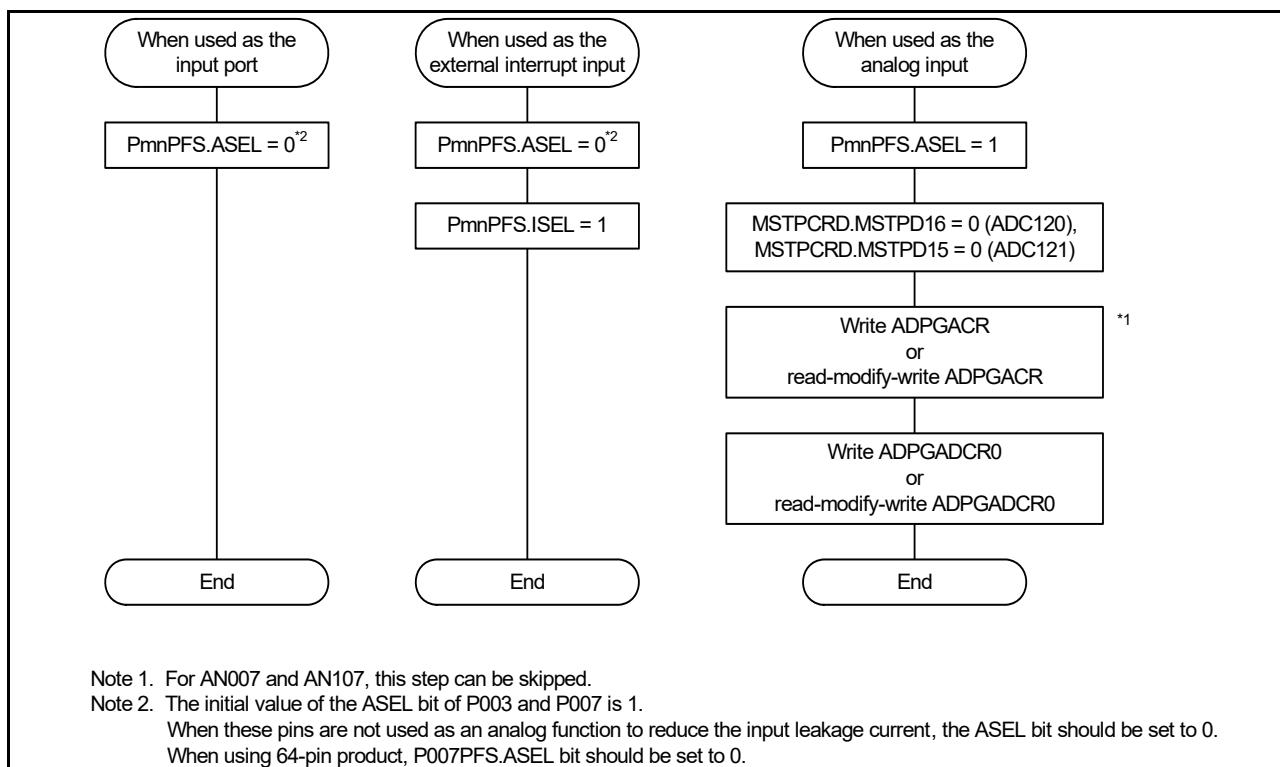 When used as the
input port
PmnPFS.ASEL = 0*2
End
When used as the
external interrupt input
PmnPFS.ASEL = 0*2
PmnPFS.ISEL = 1
End
When used as the
analog input
PmnPFS.ASEL = 1
MSTPCRD.MSTPD16 = 0 (ADC120),
MSTPCRD.MSTPD15 = 0 (ADC121)
Write ADPGACR
or
read-modify-write ADPGACR
*1
Write ADPGADCR0
or
read-modify-write ADPGADCR0
End
Note 1. For AN007 and AN107, this step can be skipped.
Note 2. The initial value of the ASEL bit of P003 and P007 is 1.
When these pins are not used as an analog function to reduce the input leakage current, the ASEL bit should be set to 0.
When using 64-pin product, P007PFS.ASEL bit should be set to 0.